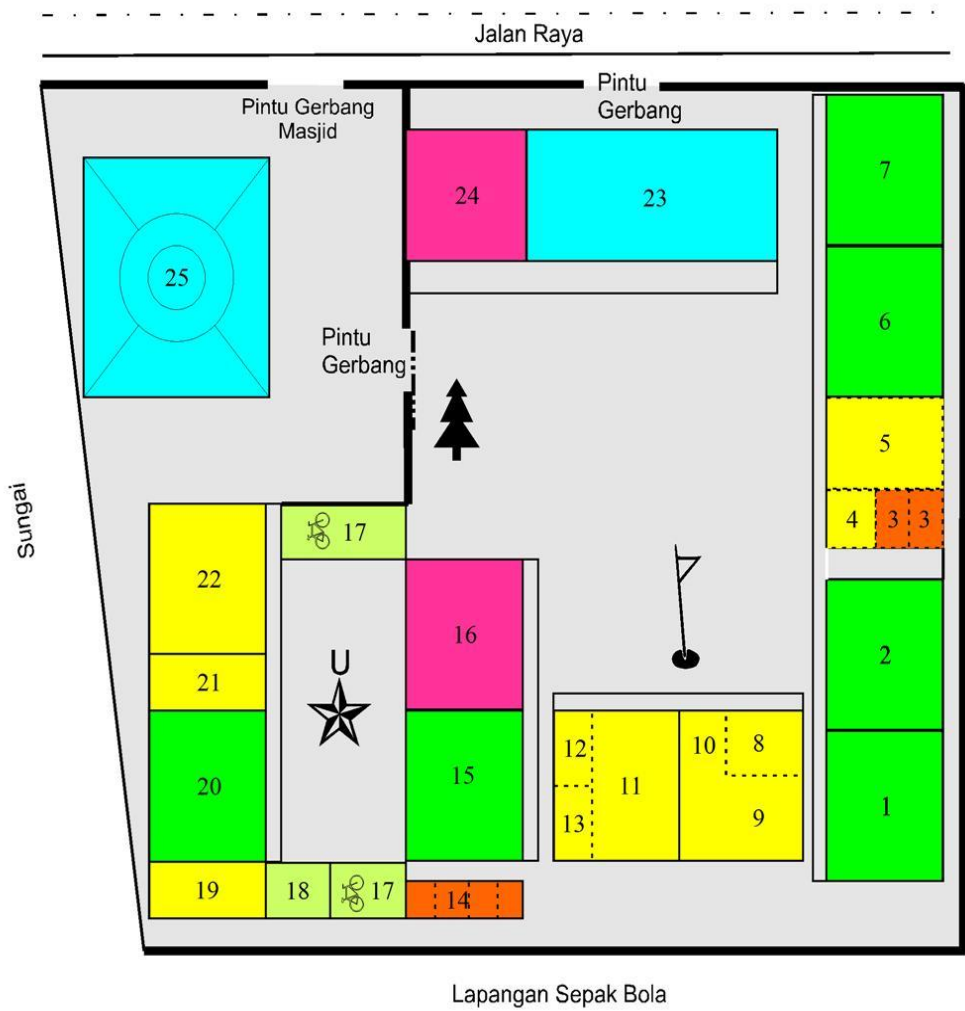 Jalan Raya
Pintu Gerbang
Masjid
Pintu
Gerbang
7
24
23
25
6
Pintu
Gerbang
5
4
3
3
Sungai
17
22
16
2
U
21
12
11
10
8
20
15
13
9
1
19
18
17
14
Lapangan Sepak Bola